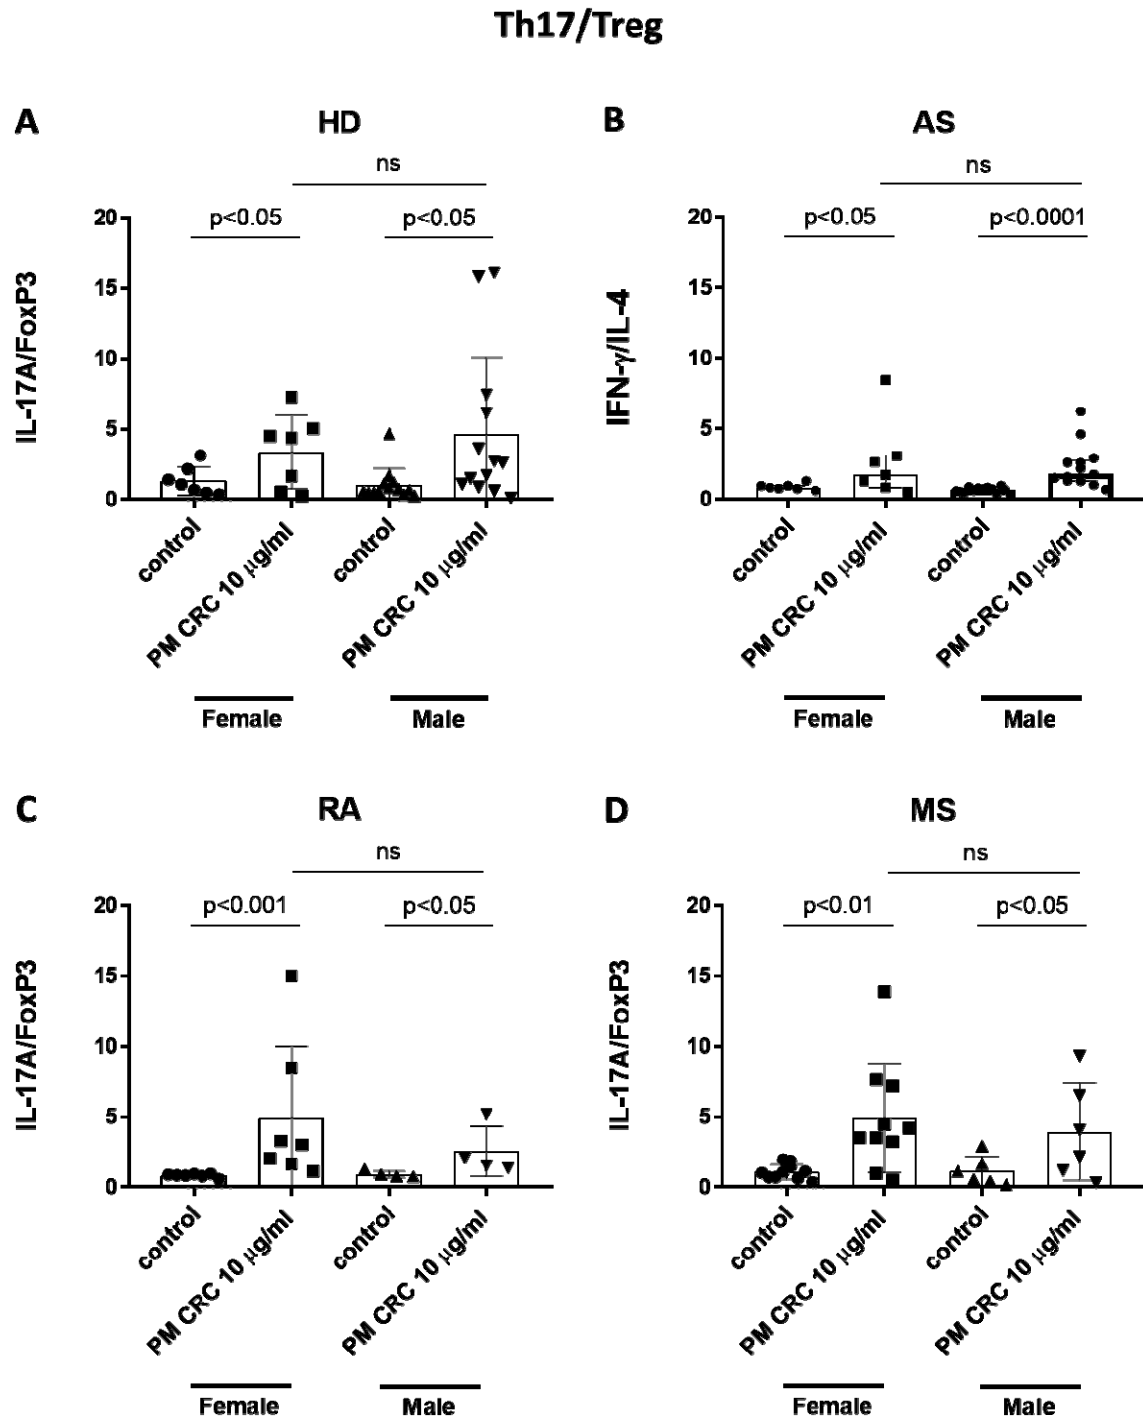 Th17/Treg
A
HD
ns
p<0.05
p<0.05
20
15
10
5
0
IL-17A/FoxP3
control
PM CRC 10 μg/ml
control
PM CRC 10 μg/ml
Female
Male
B
AS
ns
p<0.05
p<0.0001
20
15
10
5
0
IFN-γ/IL-4
control
PM CRC 10 μg/ml
control
PM CRC 10 μg/ml
Female
Male
C
RA
ns
p<0.001
p<0.05
20
15
10
5
0
IL-17A/FoxP3
control
PM CRC 10 μg/ml
control
PM CRC 10 μg/ml
Female
Male
D
MS
ns
p<0.01
p<0.05
20
15
10
5
0
IL-17A/FoxP3
control
PM CRC 10 μg/ml
control
PM CRC 10 μg/ml
Female
Male